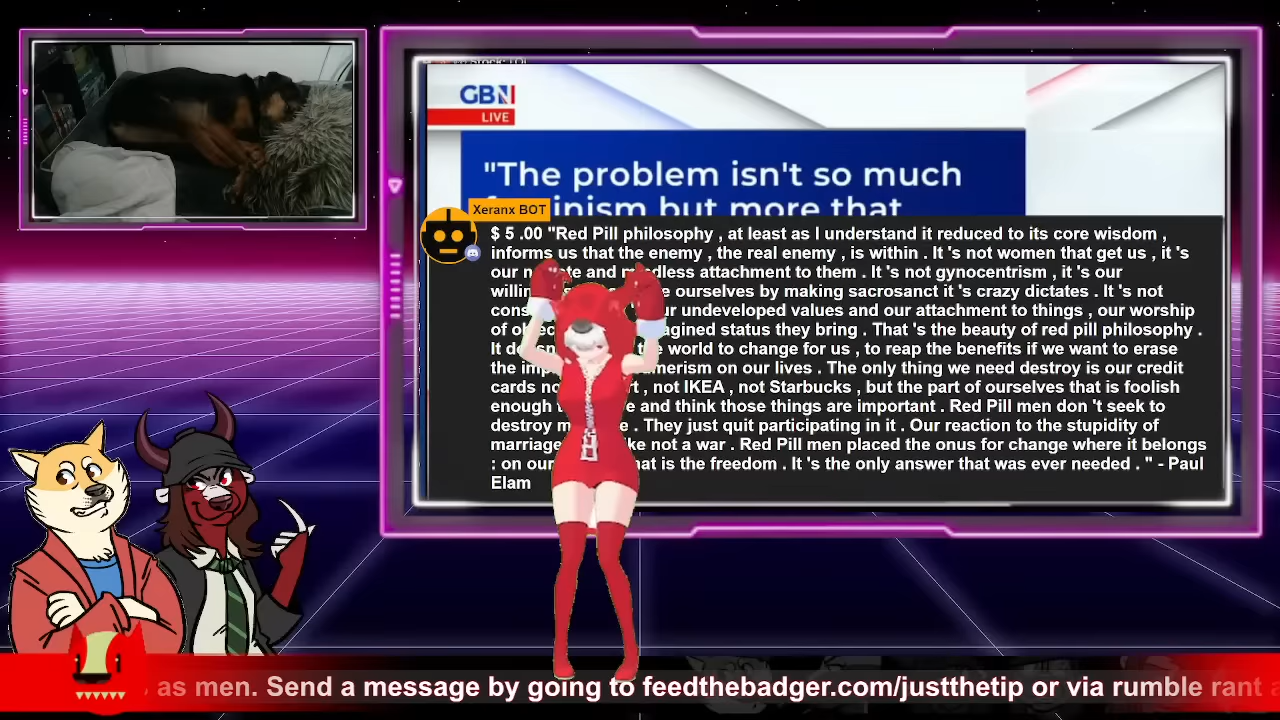 GBN
LIVE
"The problem isn't so much
but more that
Xeranx BOT
$ 5 .00 "Red Pill philosophy , at least as I understand it reduced to its core wisdom ,
informs us that the enemy , the real enemy , is within . It 's not women that get us , it 's
our and attachment to them . It 's not gynocentrism , it 's our
ourselves by making sacrosanct it 's crazy dictates . It 's not
undeveloped values and our attachment to things , our worship
of status they bring . That 's the beauty of red pill philosophy .
It the world to change for us , to reap the benefits if we want to erase
the on our lives . The only thing we need destroy is our credit
cards , not IKEA , not Starbucks , but the part of ourselves that is foolish
enough and think those things are important . Red Pill men don 't seek to
destroy . They just quit participating in it . Our reaction to the stupidity of
marriage not a war . Red Pill men placed the onus for change where it belongs
: on is the freedom . It 's the only answer that was ever needed . " - Paul
Elam
as men. Send a message by going to feedthebadger.com/justthetip or via rumble rant